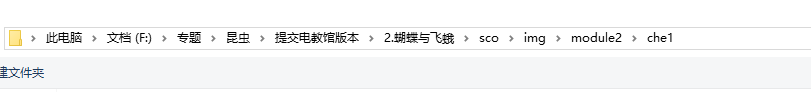 此电脑 > 文档 (F:) > 专题 > 昆虫 > 提交电教馆版本 > 2.蝴蝶与飞蛾 > sco > img > module2 > che1
建文件夹